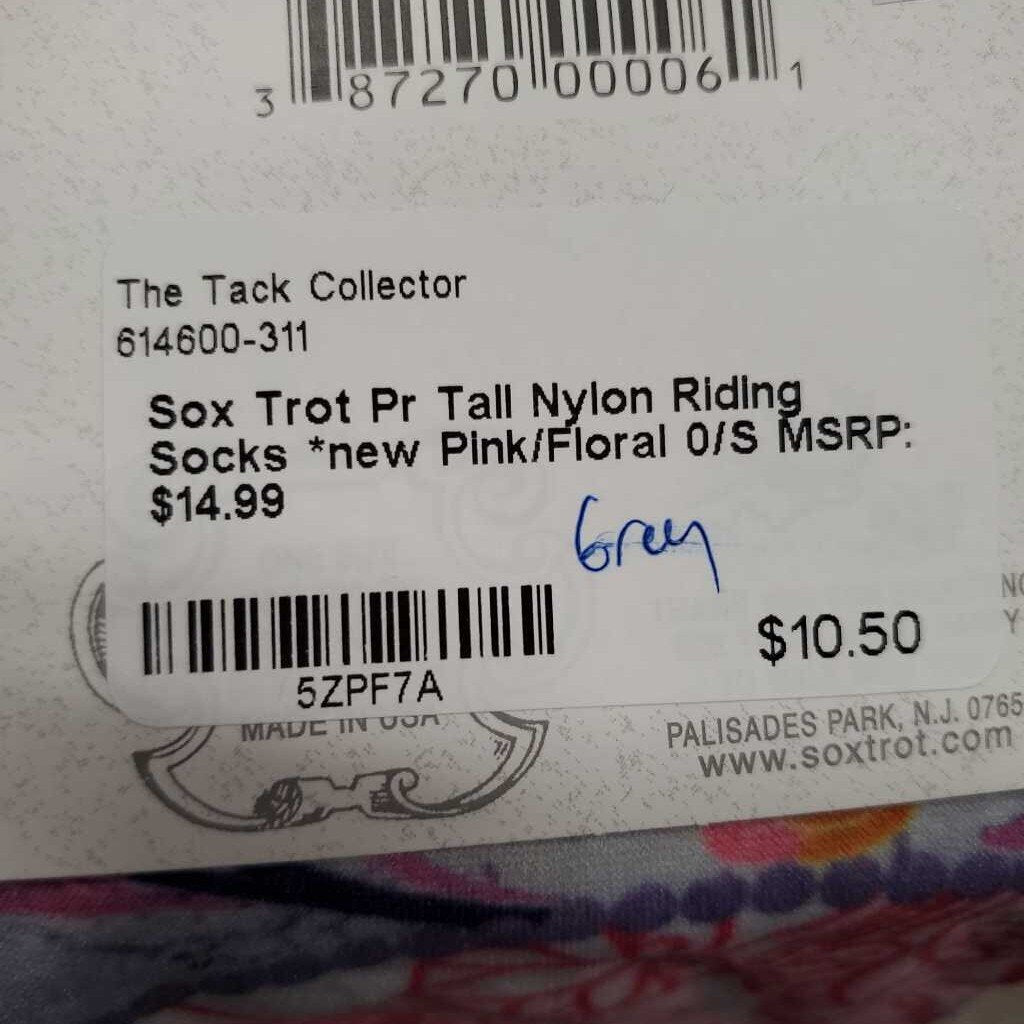 3 87270 00006 1
The Tack Collector
614600-311
Sox Trot Pr Tall Nylon Riding
Socks *new Pink/Floral 0/S MSRP:
$14.99
Grey
$10.50
5ZPF7A
MADE IN USA
PALISADES PARK, N.J. 0765
www.soxtrot.com